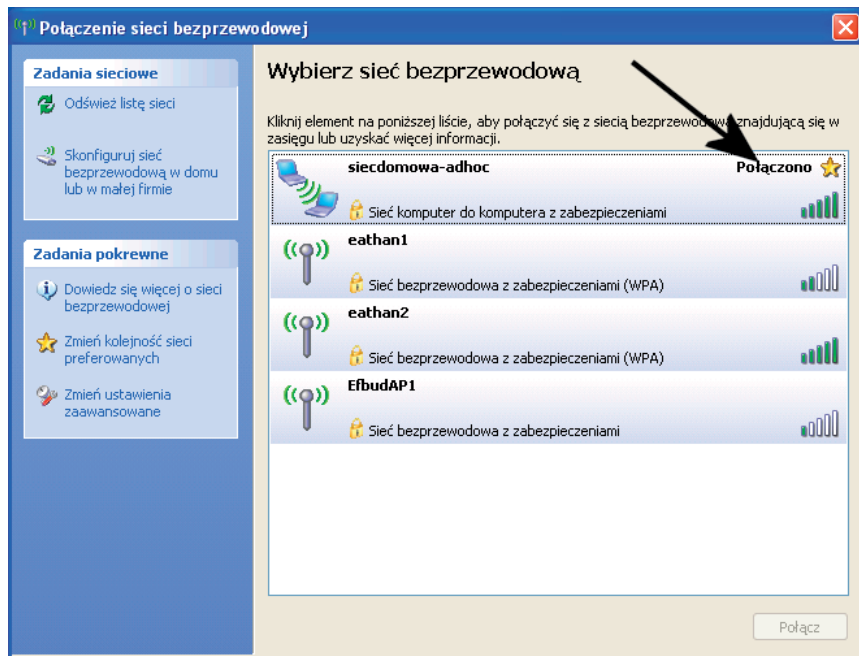 Połączenie sieci bezprzewodowej
Zadania sieciowe
Odśwież listę sieci
Skonfiguruj sieć
bezprzewodową w domu
lub w małej firmie
Zadania pokrewne
Dowiedz się więcej o sieci
bezprzewodowej
Zmień kolejność sieci
preferowanych
Zmień ustawienia
zaawansowane
Wybierz sieć bezprzewodową
Kliknij element na poniższej liście, aby połączyć się z siecią bezprzewodową znajdującą się w
zasięgu lub uzyskać więcej informacji.
siecdomowa-adhoc Połączono
Sieć komputer do komputera z zabezpieczeniami
eathan1
Sieć bezprzewodowa z zabezpieczeniami (WPA)
eathan2
Sieć bezprzewodowa z zabezpieczeniami (WPA)
EfbudAP1
Sieć bezprzewodowa z zabezpieczeniami
Połącz